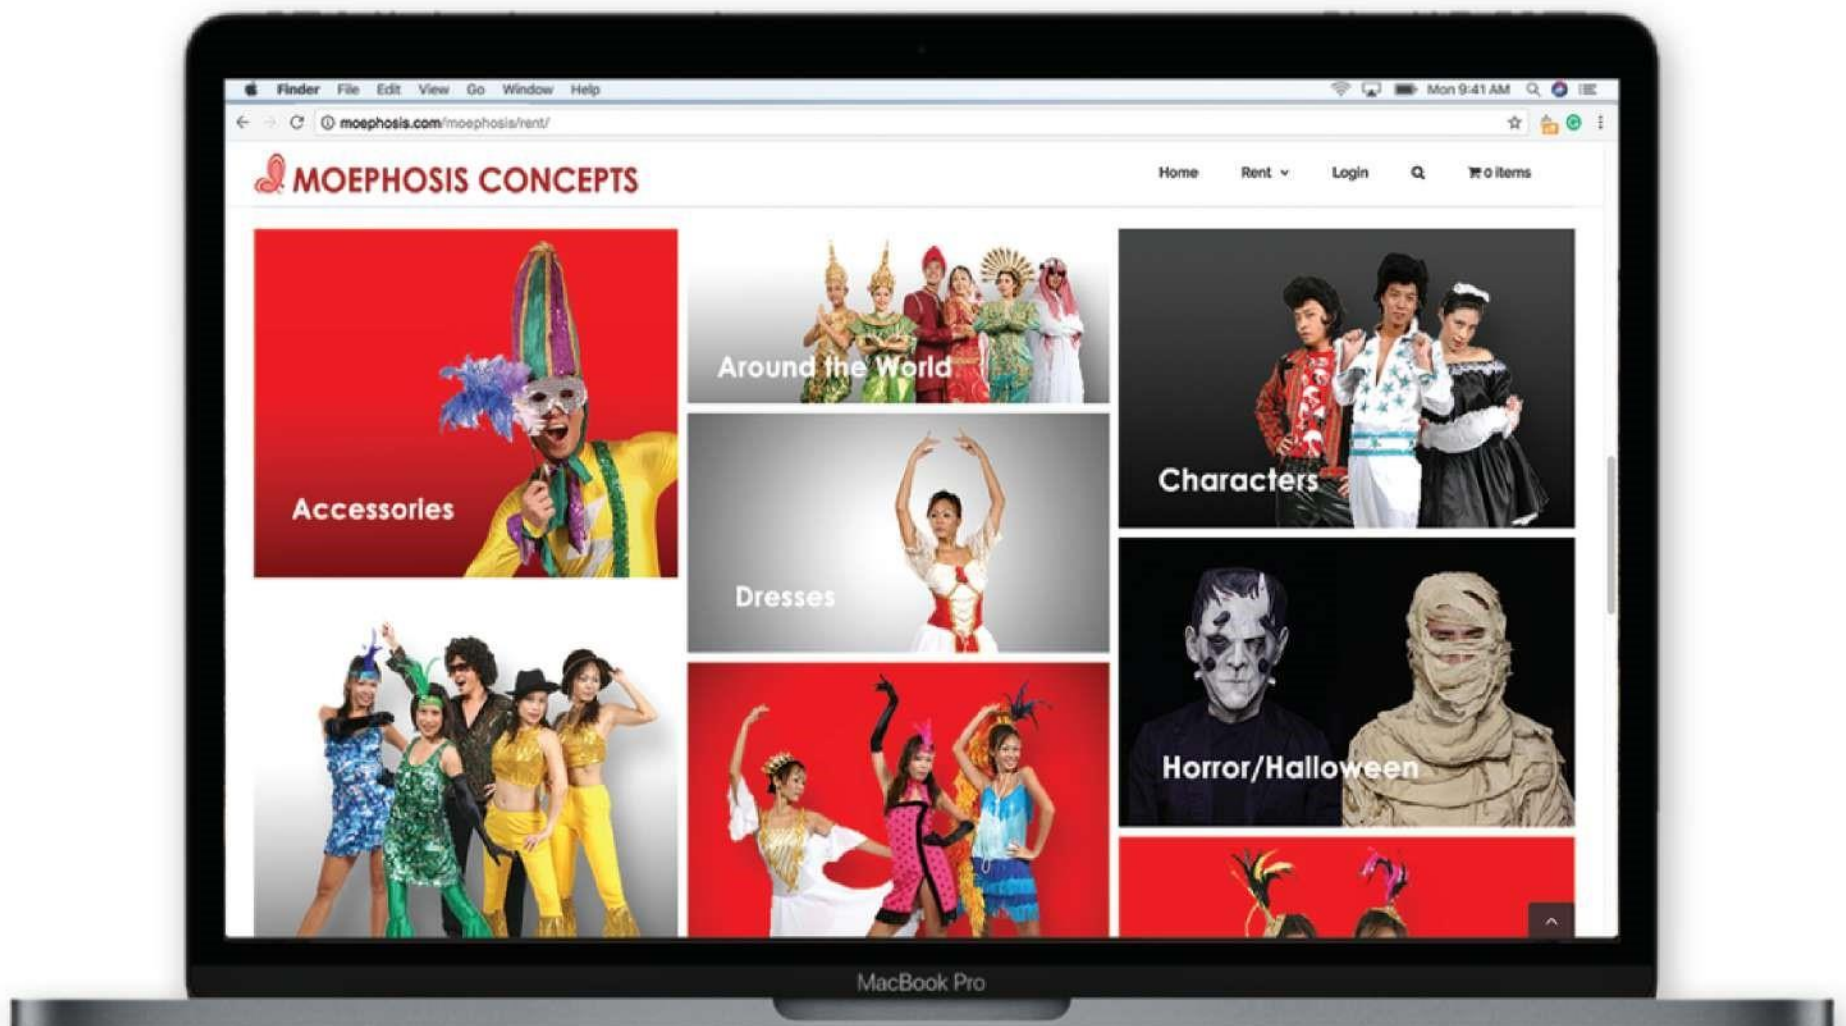 Finder File Edit View Go Window Help
Mon 9:41 AM
moephosis.com/moephosis/rent/
MOEPHOSIS CONCEPTS
Home Rent Login 0 items
Accessories
Around the World
Characters
Dresses
Horror/Halloween
MacBook Pro